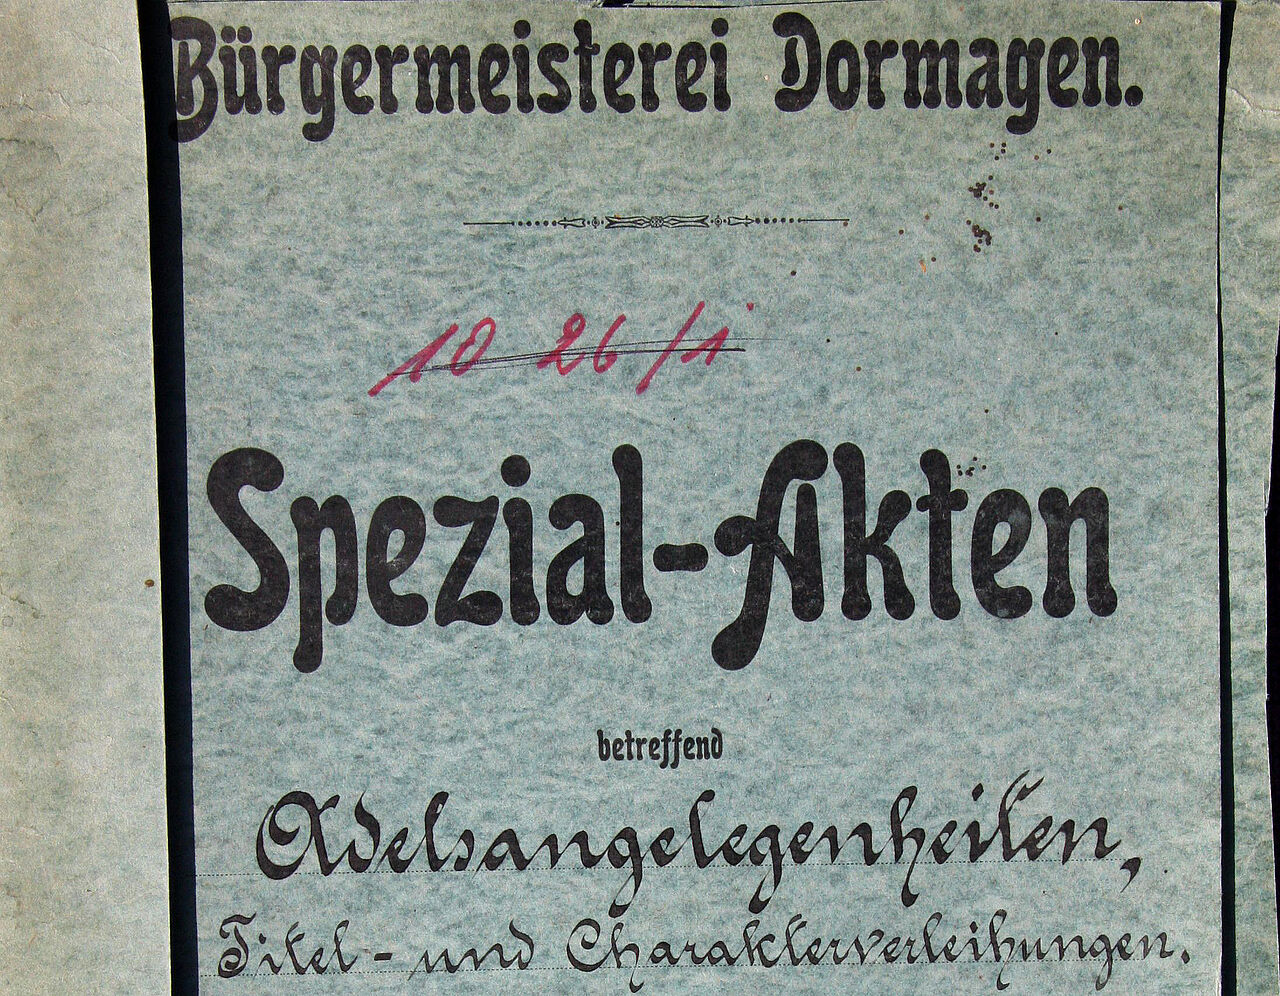 Bürgermeisterei Dormagen.
10 26/1
Spezial-Akten
betreffend
Adelsangelegenheiten,
Titel- und Charakterverleihungen.